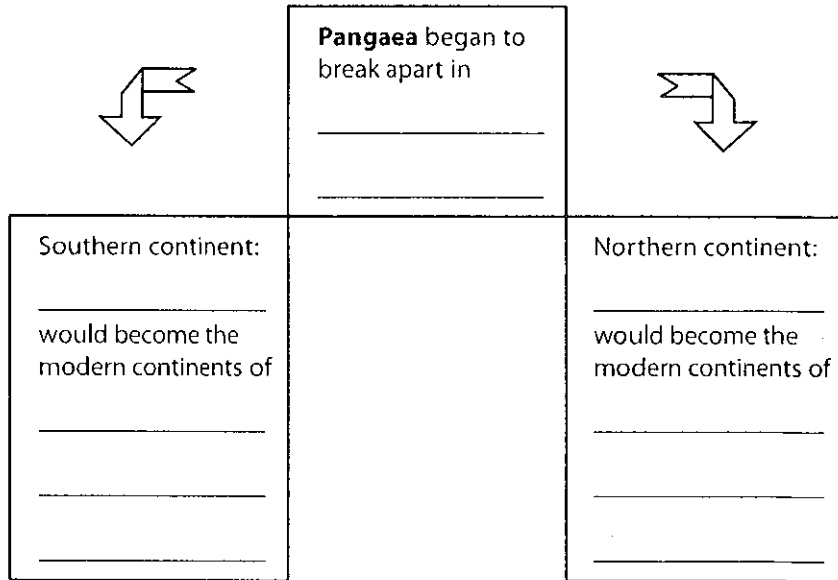 Pangaea began to
break apart in
Southern continent:
would become the
modern continents of
Northern continent:
would become the
modern continents of